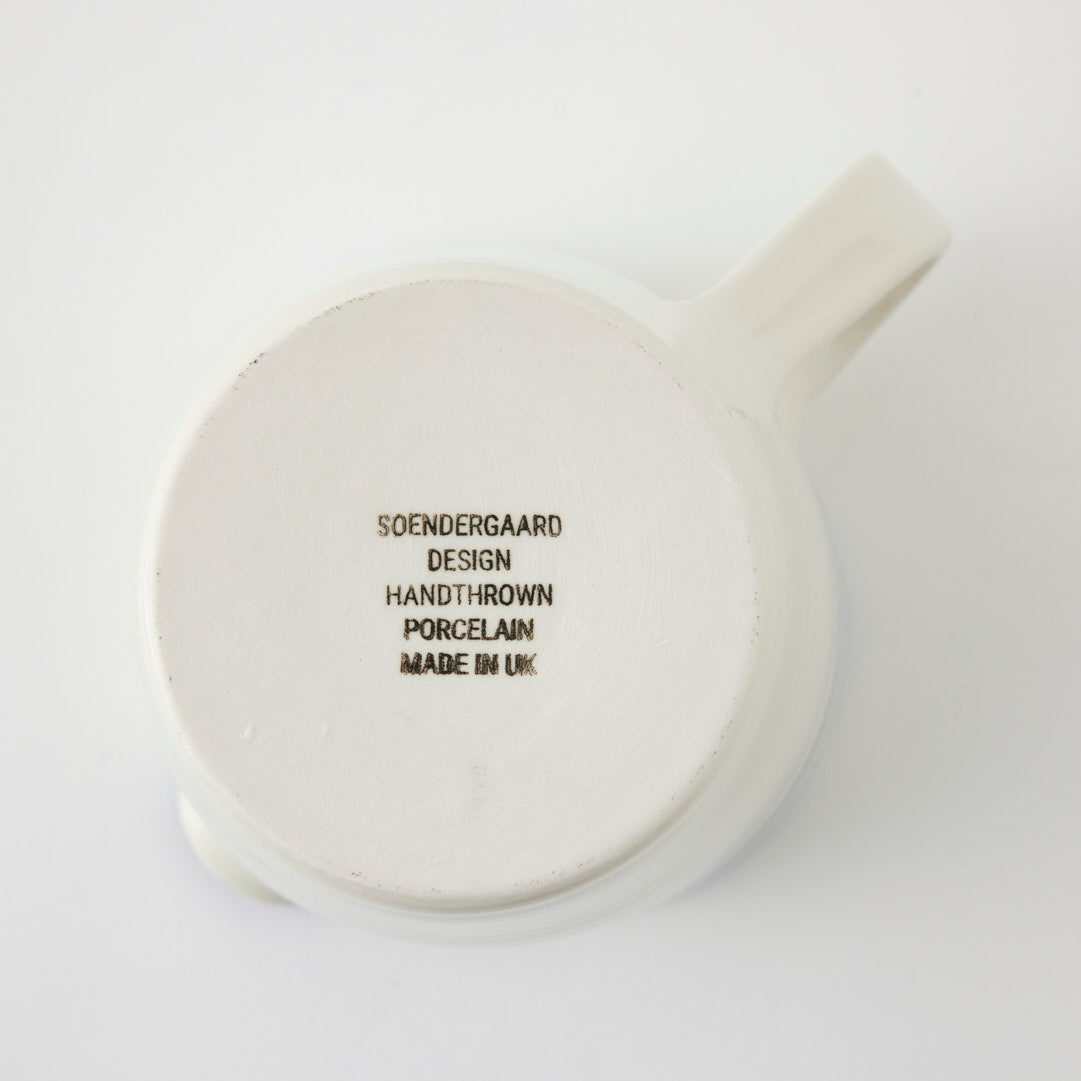 SOENDERGAARD
DESIGN
HANDTHROWN
PORCELAIN
MADE IN UK